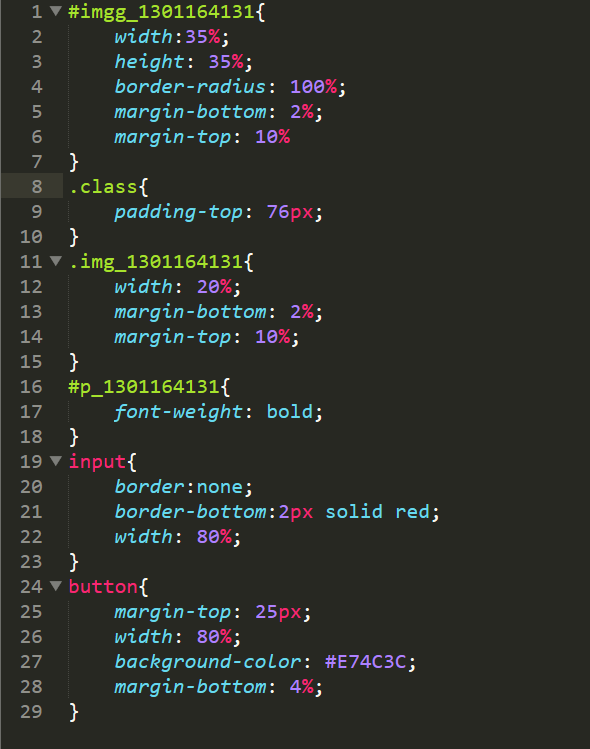 1 #imgg_1301164131{
2     width:35%;
3     height: 35%;
4     border-radius: 100%;
5     margin-bottom: 2%;
6     margin-top: 10%
7 }
8 .class{
9     padding-top: 76px;
10 }
11 .img_1301164131{
12     width: 20%;
13     margin-bottom: 2%;
14     margin-top: 10%;
15 }
16 #p_1301164131{
17     font-weight: bold;
18 }
19 input{
20     border:none;
21     border-bottom:2px solid red;
22     width: 80%;
23 }
24 button{
25     margin-top: 25px;
26     width: 80%;
27     background-color: #E74C3C;
28     margin-bottom: 4%;
29 }